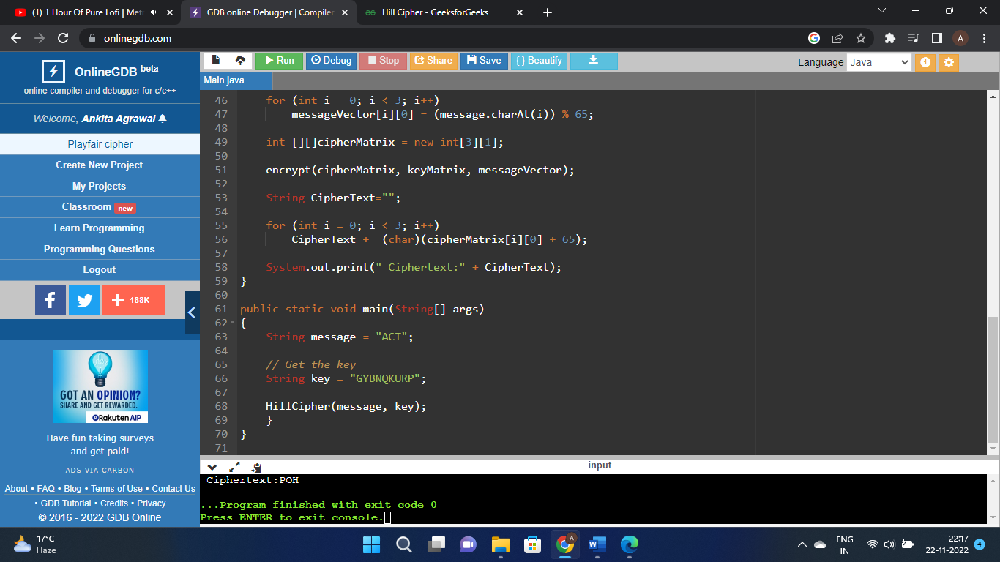 (1) 1 Hour Of Pure Lofi | Met
GDB online Debugger | Compiler
Hill Cipher - GeeksforGeeks
onlinegdb.com
A
OnlineGDB beta
online compiler and debugger for c/c++
Welcome, Ankita Agrawal
Playfair cipher
Create New Project
My Projects
Classroom new
Learn Programming
Programming Questions
Logout
f
188K
GOT AN OPINION?
SHARE AND GET REWARDED.
Rakuten AIP
Have fun taking surveys
and get paid!
ADS VIA CARBON
About • FAQ • Blog • Terms of Use • Contact Us
• GDB Tutorial • Credits • Privacy
© 2016 - 2022 GDB Online
Run Debug Stop Share Save { } Beautify
Language Java
Main.java
46 for (int i = 0; i < 3; i++)
47 messageVector[i][0] = (message.charAt(i)) % 65;
48
49 int [][]cipherMatrix = new int[3][1];
50
51 encrypt(cipherMatrix, keyMatrix, messageVector);
52
53 String CipherText="";
54
55 for (int i = 0; i < 3; i++)
56 CipherText += (char)(cipherMatrix[i][0] + 65);
57
58 System.out.print(" Ciphertext:" + CipherText);
59 }
60
61 public static void main(String[] args)
62 {
63 String message = "ACT";
64
65 // Get the key
66 String key = "GYBNQKURP";
67
68 HillCipher(message, key);
69 }
70 }
71
input
Ciphertext:POH
...Program finished with exit code 0
Press ENTER to exit console.
17°C
Haze
A
W
ENG
IN
22:17
22-11-2022
4